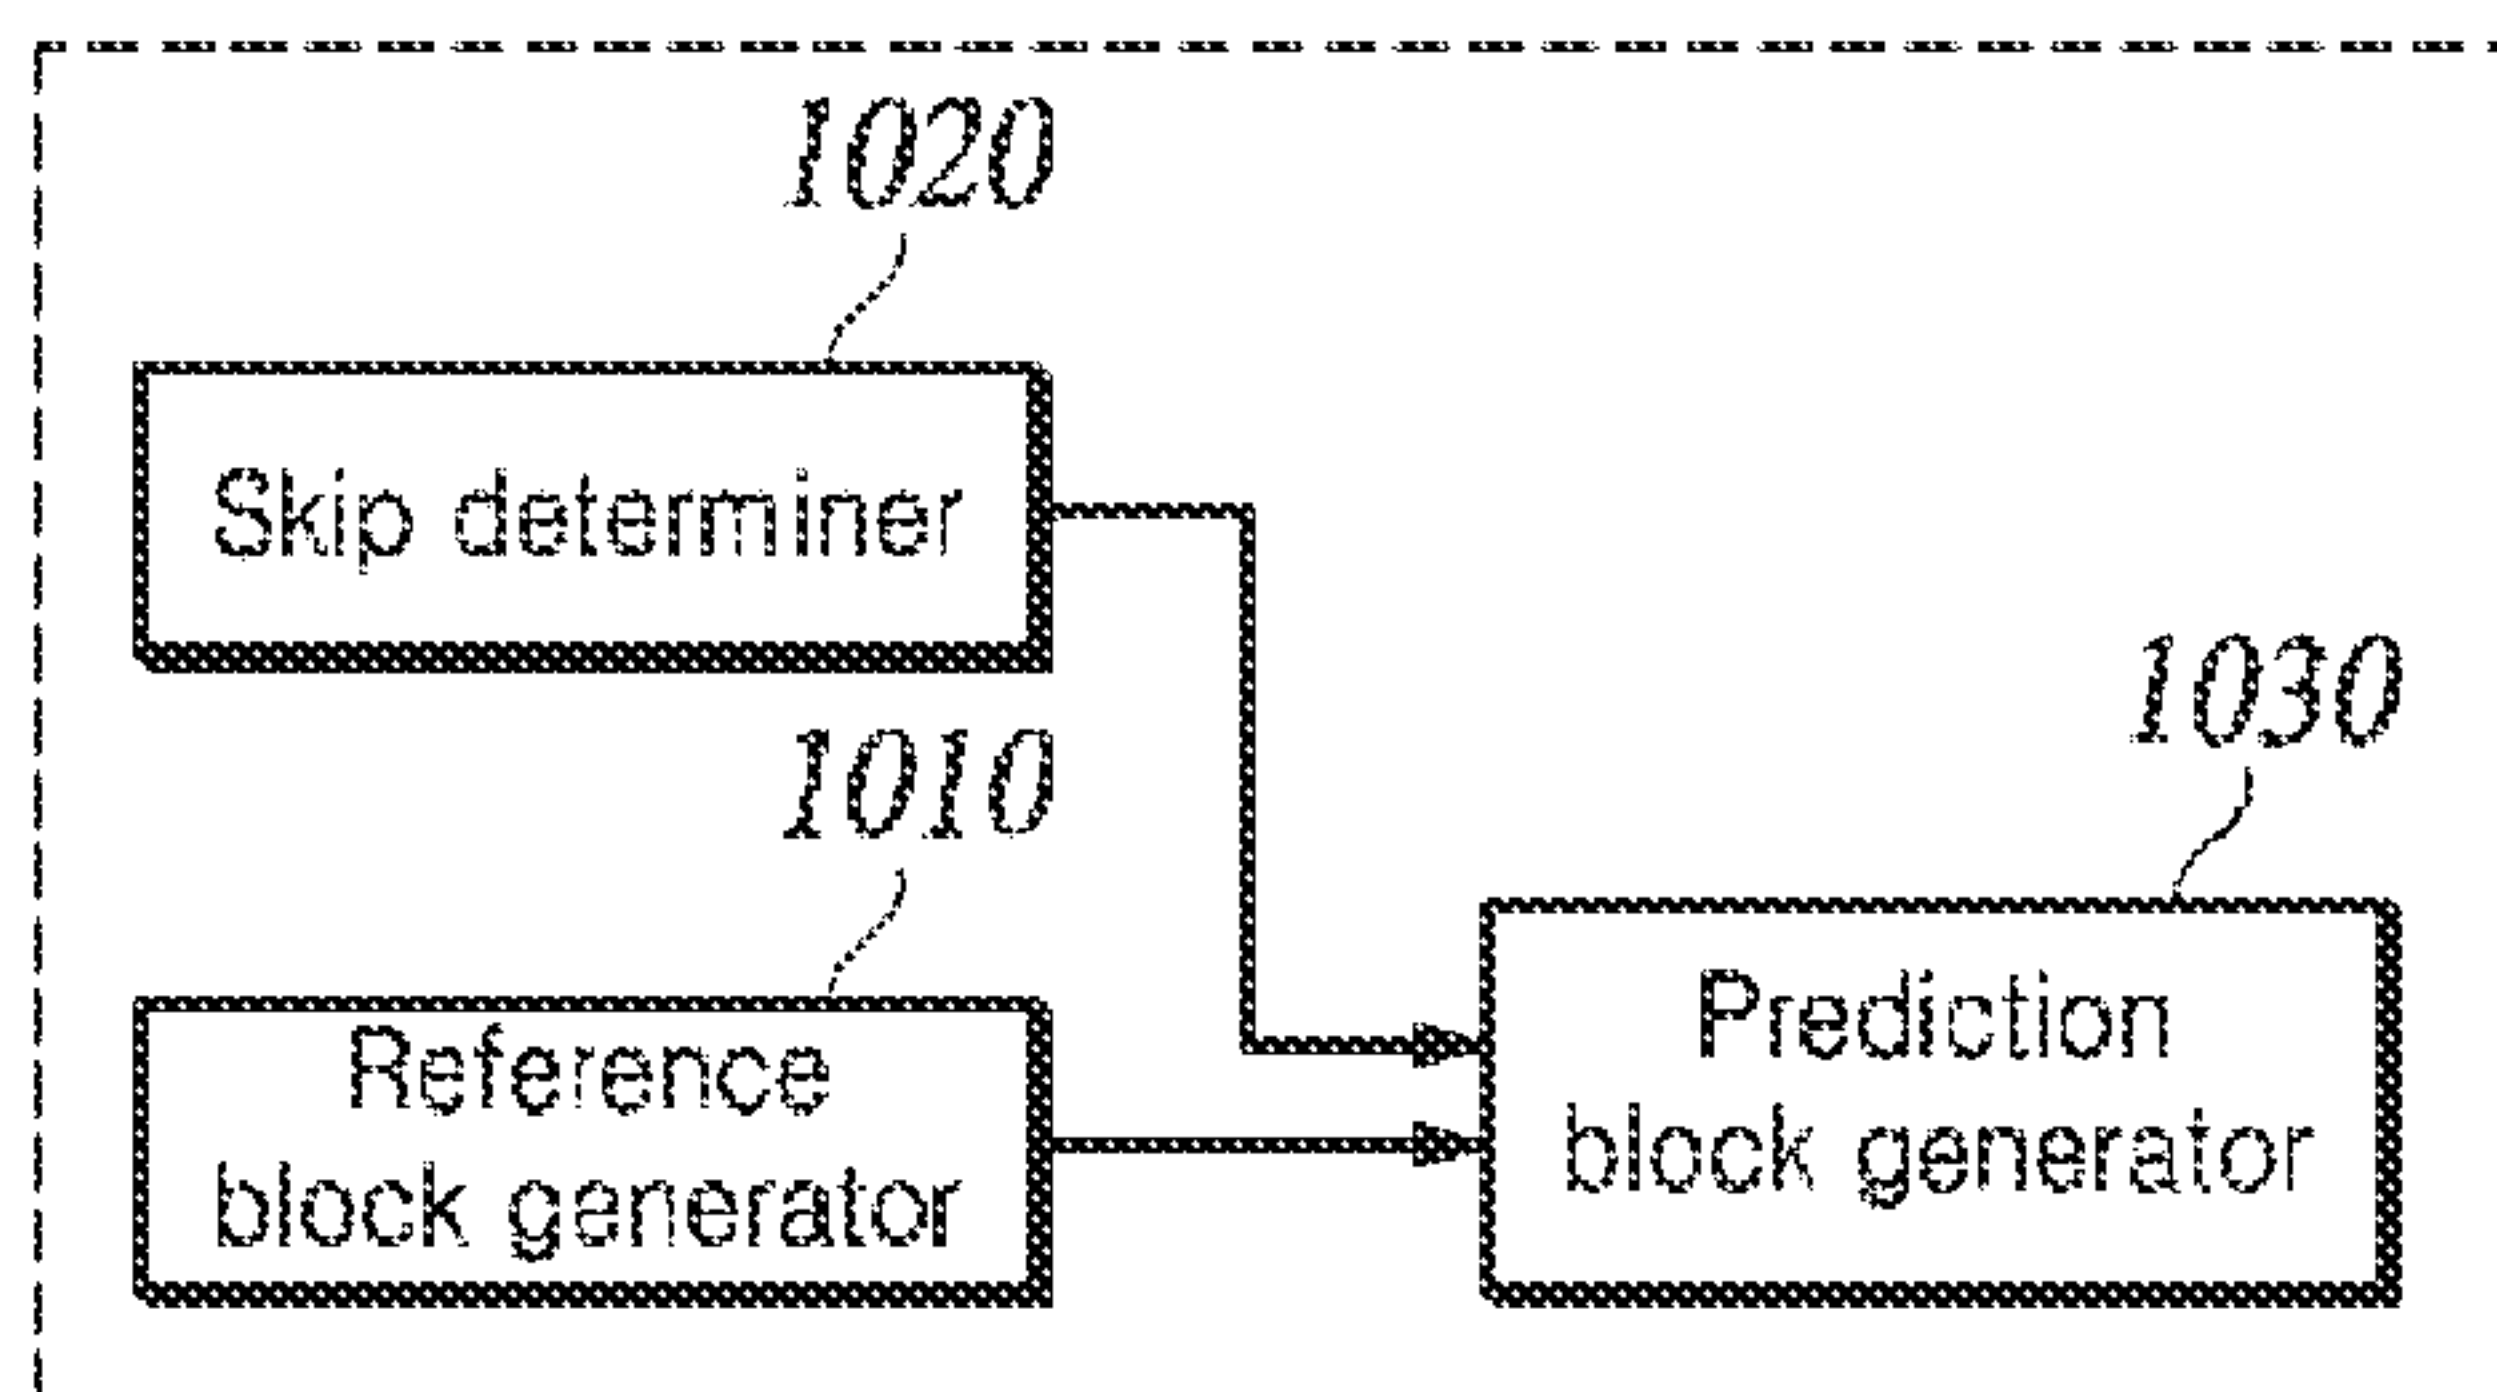 1020
Skip determiner
1010
Reference
block generator
1030
Prediction
block generator